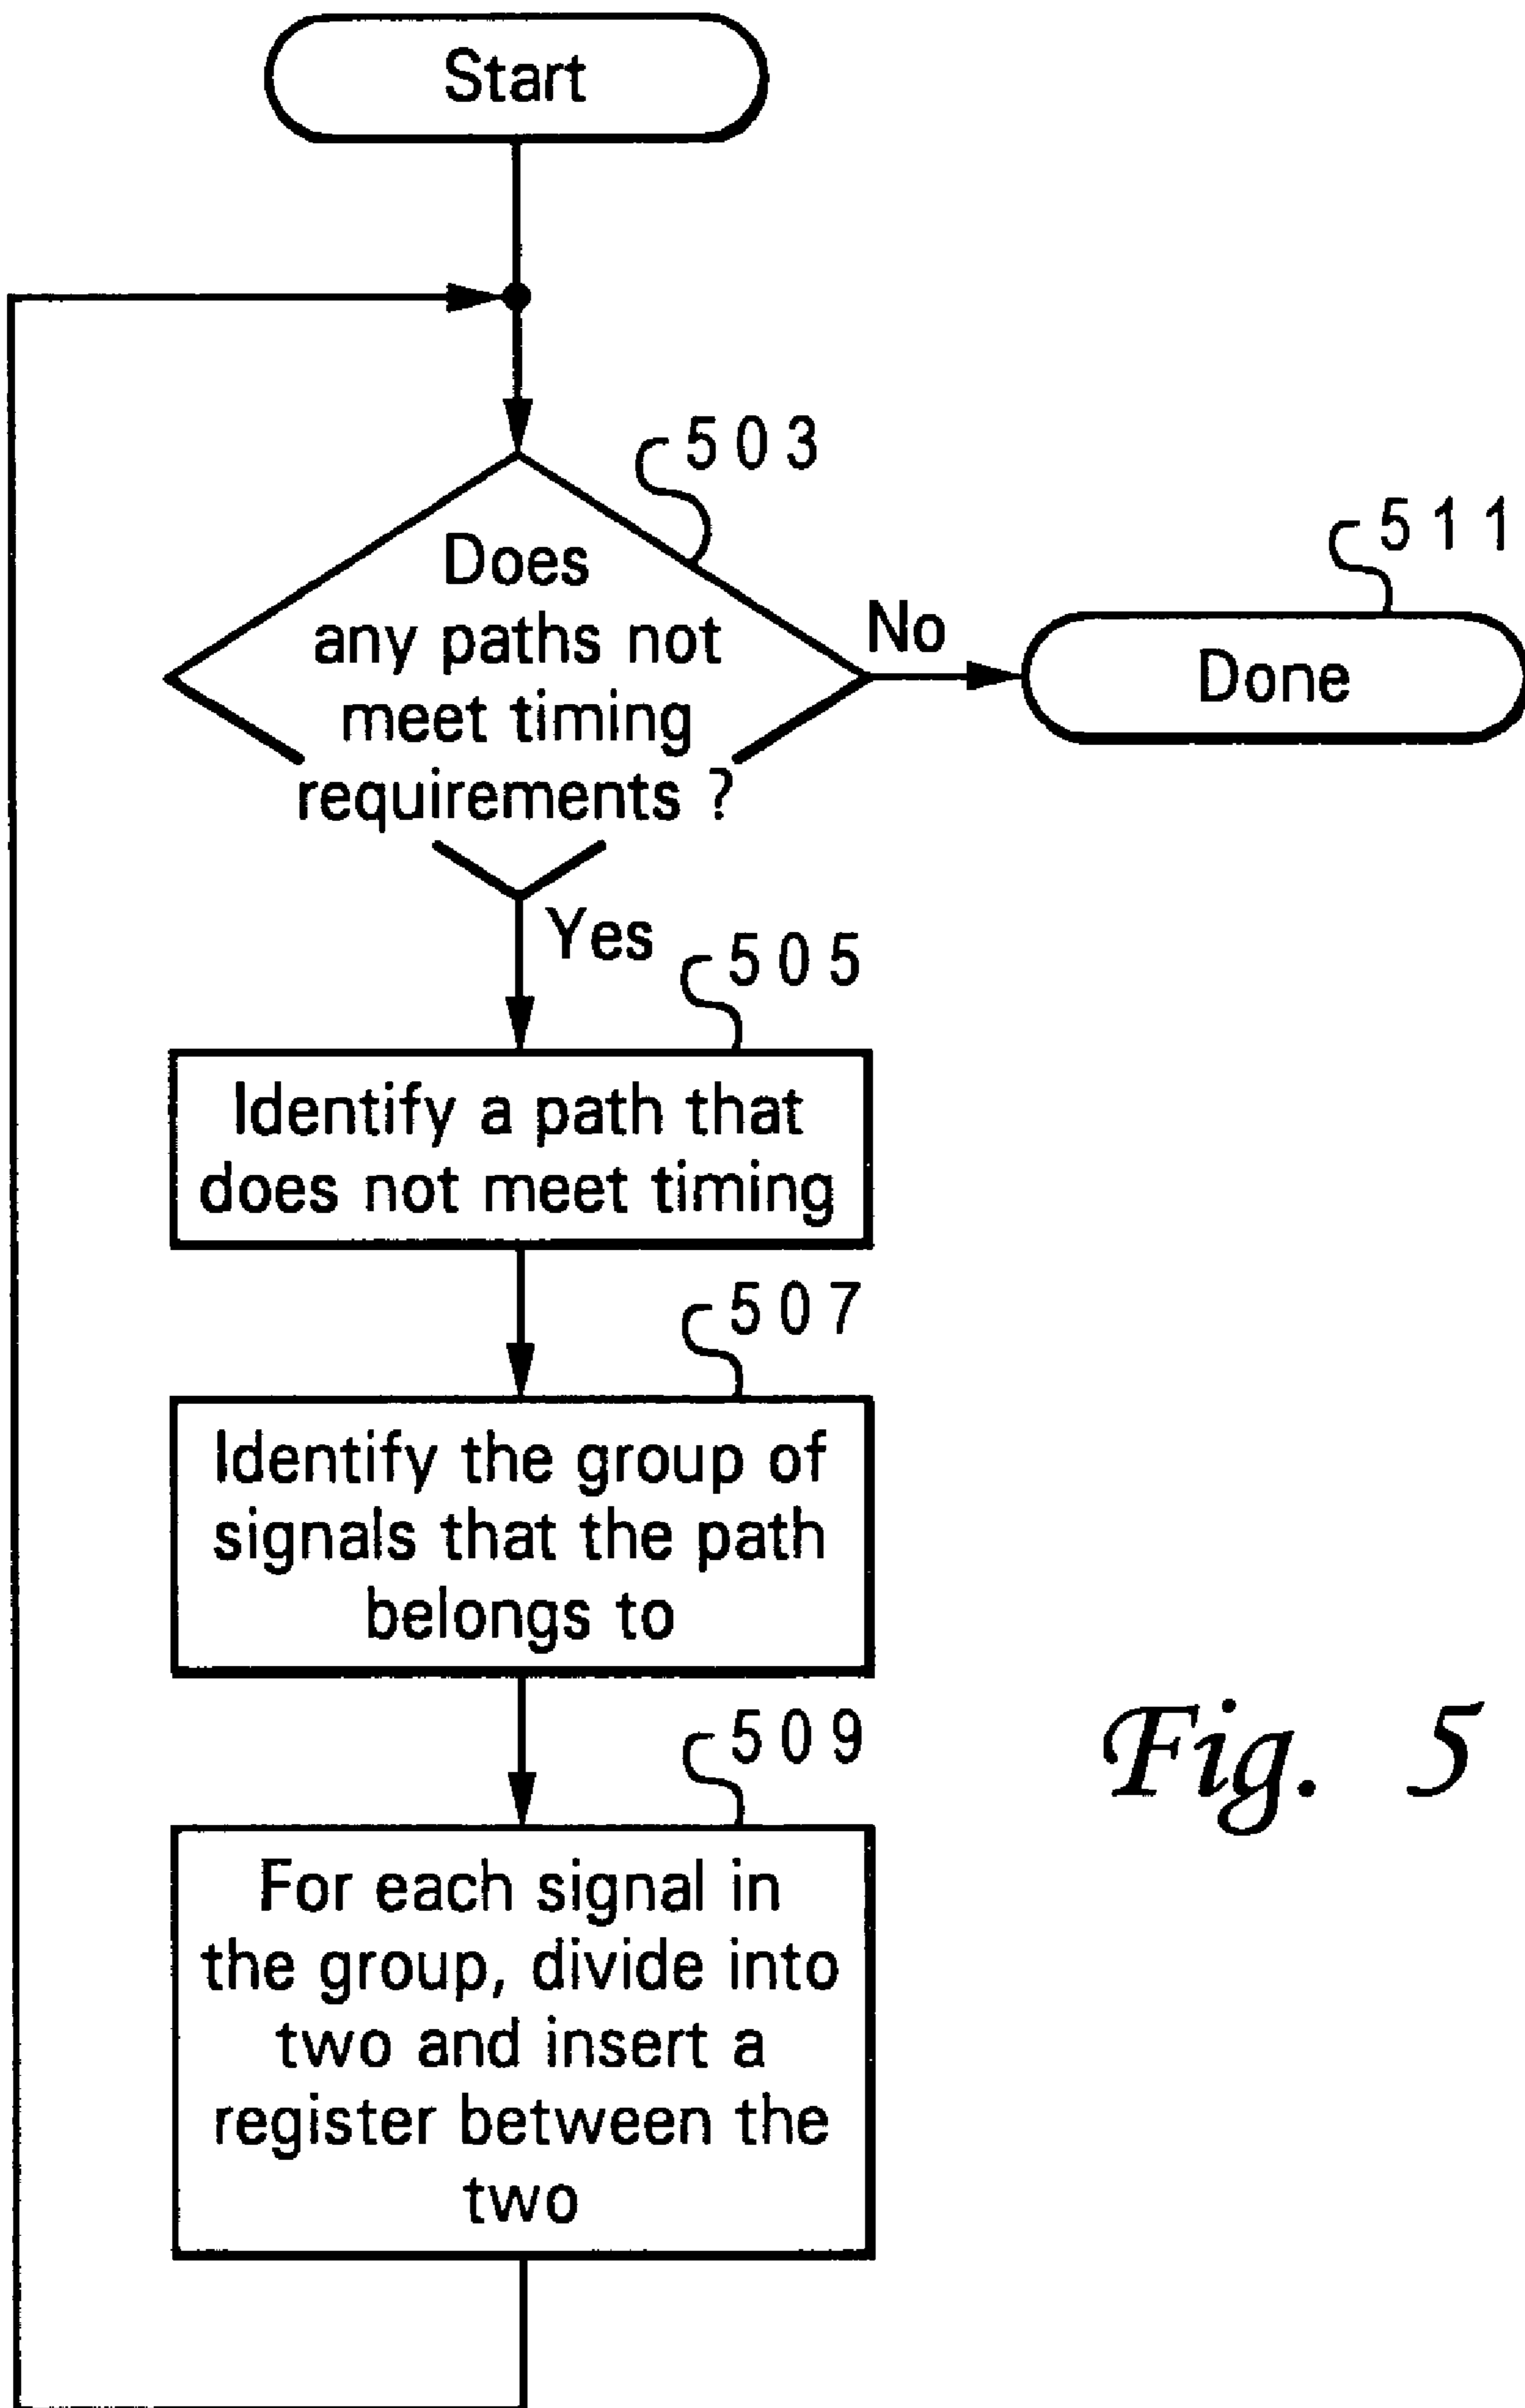 Start
503
Does
any paths not
meet timing
requirements ?
No
511
Done
Yes
505
Identify a path that
does not meet timing
507
Identify the group of
signals that the path
belongs to
509
For each signal in
the group, divide into
two and insert a
register between the
two
Fig. 5